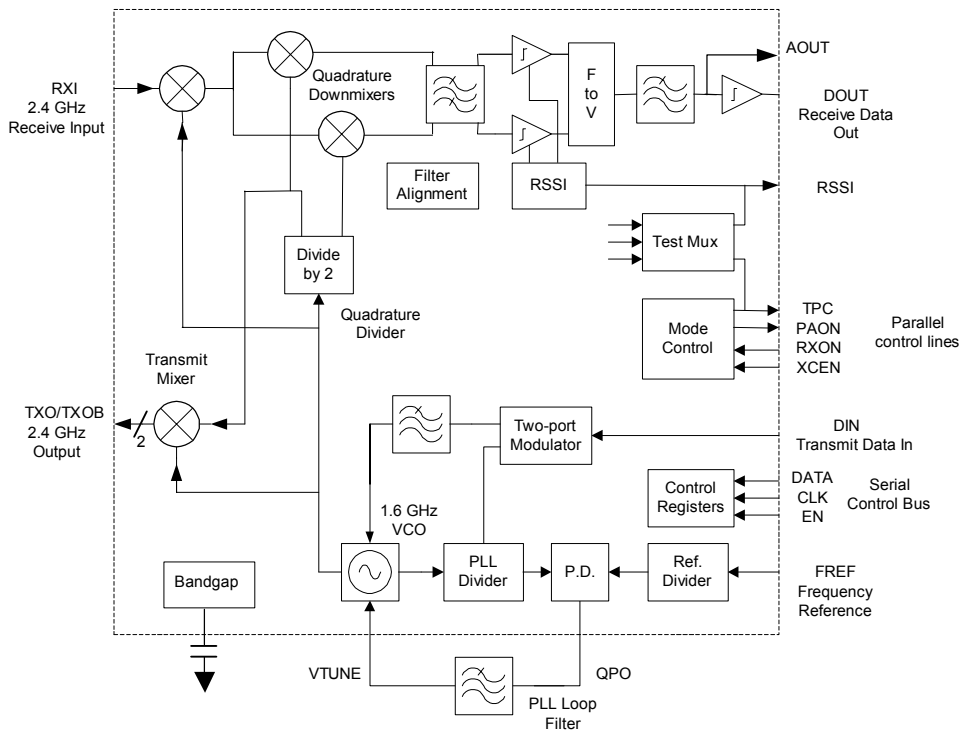 RXI
2.4 GHz
Receive Input
Quadrature
Downmixers
F
to
V
AOUT
DOUT
Receive Data
Out
Filter
Alignment
RSSI
RSSI
Test Mux
Divide
by 2
Quadrature
Divider
Mode
Control
TPC
PAON
RXON
XCEN
Parallel
control lines
Transmit
Mixer
TXO/TXOB
2.4 GHz
Output
2
Two-port
Modulator
DIN
Transmit Data In
Control
Registers
DATA
CLK
EN
Serial
Control Bus
1.6 GHz
VCO
PLL
Divider
P.D.
Ref.
Divider
FREF
Frequency
Reference
Bandgap
VTUNE
QPO
PLL Loop
Filter